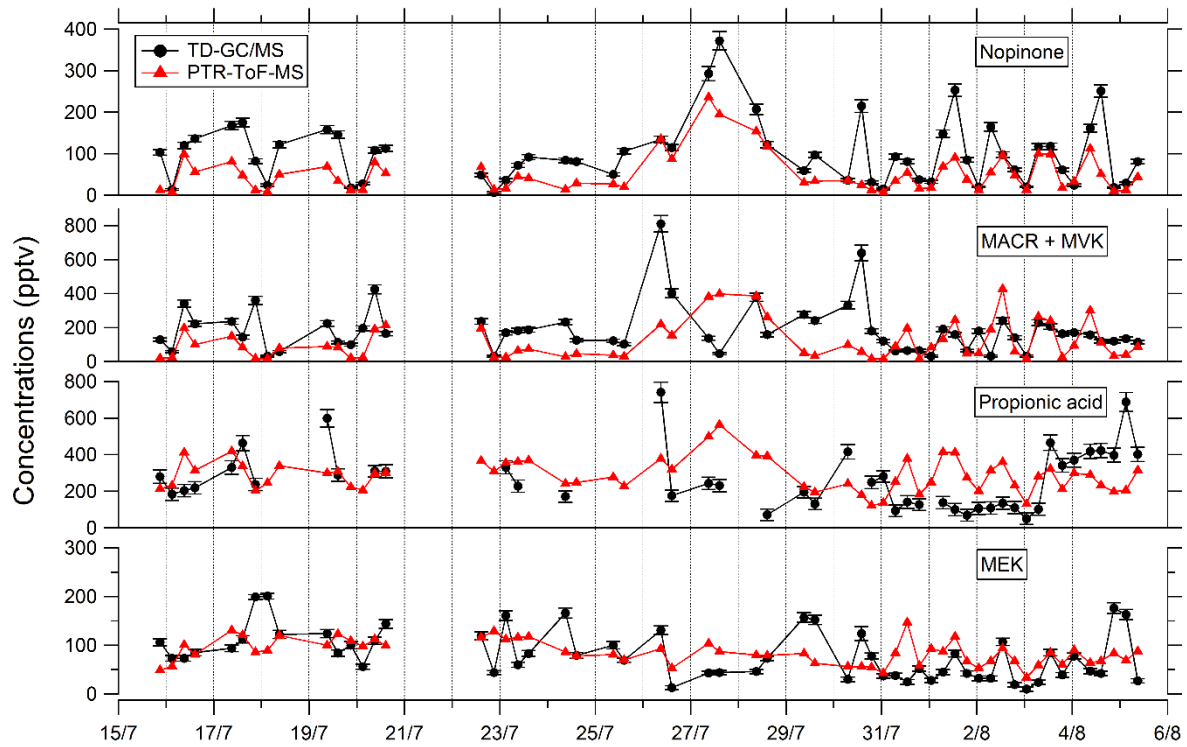 400
300
200
100
0
TD-GC/MS
PTR-ToF-MS
Nopinone
800
600
400
200
0
MACR + MVK
800
600
400
200
0
Propionic acid
300
200
100
0
MEK
Concentrations (pptv)
15/7 17/7 19/7 21/7 23/7 25/7 27/7 29/7 31/7 2/8 4/8 6/8